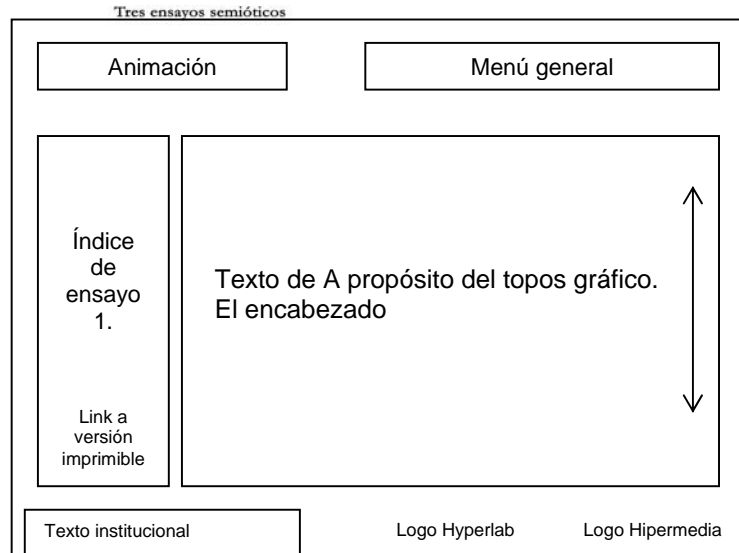 Tres ensayos semióticos
Animación
Menú general
Índice
de
ensayo
1.
Link a
versión
imprimible
Texto de A propósito del topos gráfico.
El encabezado
Texto institucional
Logo Hyperlab
Logo Hipermedia